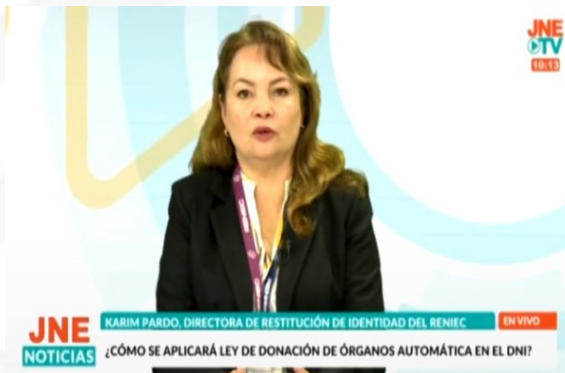 JNE
TV
10:13
KARIM PARDO, DIRECTORA DE RESTITUCIÓN DE IDENTIDAD DEL RENIEC
EN VIVO
JNE
NOTICIAS
¿CÓMO SE APLICARÁ LEY DE DONACIÓN DE ÓRGANOS AUTOMÁTICA EN EL DNI?